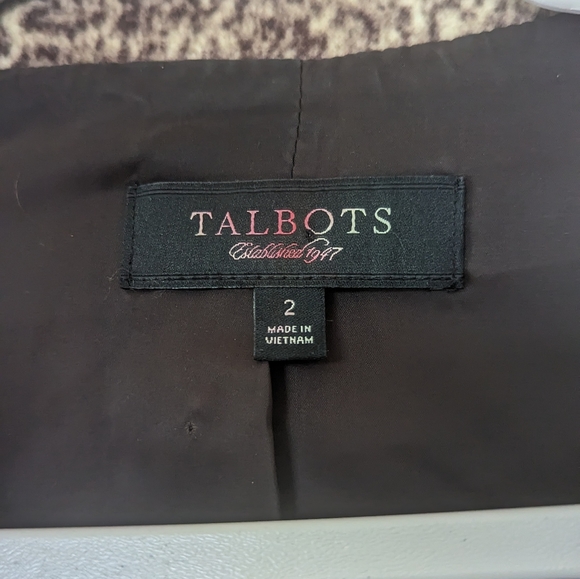 TALBOTS
Established 1947
2
MADE IN
VIETNAM